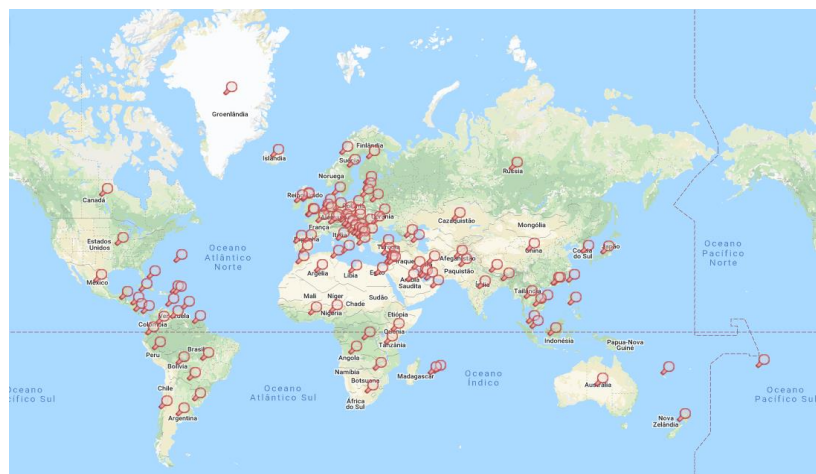 Groenlândia
Islândia
Finlândia
Suécia
Noruega
Rússia
Canadá
Reino Unido
França
Itália
Cazaquistão
Mongólia
Estados
Unidos
Oceano
Atlântico
Norte
Oceano
Pacífico
Norte
Turquia
Iraque
Afeganistão
Paquistão
China
Coreia
do Sul
Japão
México
Argélia
Líbia
Egito
Arábia
Saudita
Índia
Mali
Níger
Chade
Sudão
Nigéria
Etiópia
Tailândia
Venezuela
Colômbia
Quênia
Tanzânia
Indonésia
Papua-Nova
Guiné
Peru
Brasil
Bolívia
Angola
Namíbia
Botsuana
Madagascar
Oceano
Índico
Chile
Oceano
Atlântico Sul
Austrália
Oceano
Pacífico Sul
Oceano
cífico Sul
África
do Sul
Argentina
Nova
Zelândia